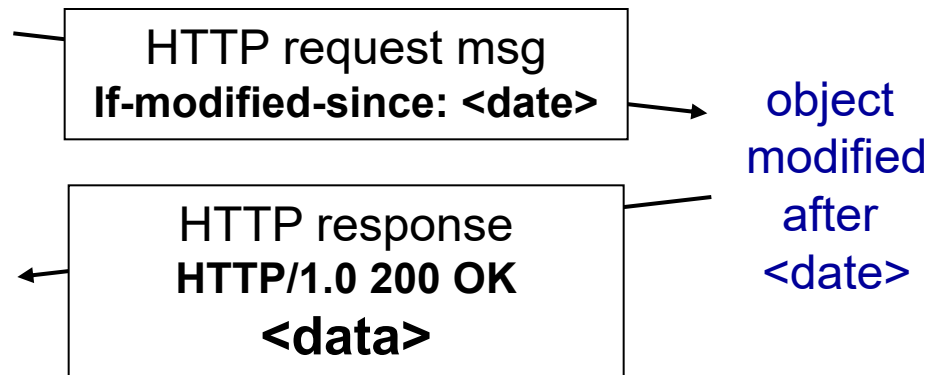 HTTP request msg
If-modified-since: <date>
object
modified
after
<date>
HTTP response
HTTP/1.0 200 OK
<data>